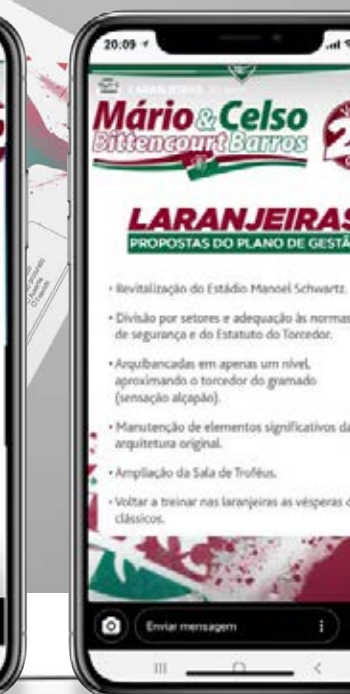 20:09
LARANJEIRAS
Mário & Celso
Bittencourt Barros
LARANJEIRAS
PROPOSTAS DO PLANO DE GESTÃ
• Revitalização do Estádio Manoel Schwartz.
• Divisão por setores e adequação às normas
de segurança e do Estatuto do Torcedor.
• Arquibancadas em apenas um nível,
aproximando o torcedor do gramado
(sensação alçapão).
• Manutenção de elementos significativos da
arquitetura original.
• Ampliação da Sala de Troféus.
• Voltar a treinar nas laranjeiras as vésperas d
clássicos.
Enviar mensagem